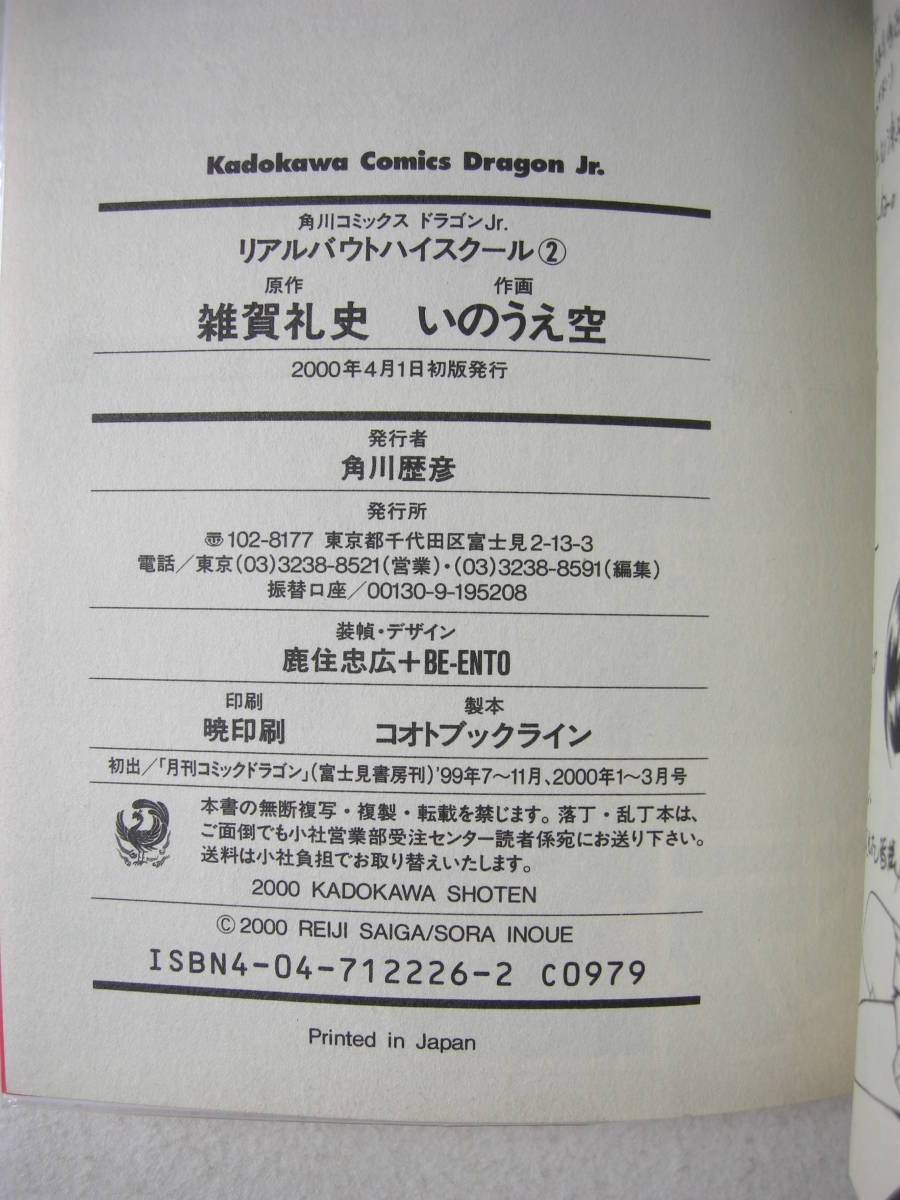 Kadokawa Comics Dragon Jr.
角川コミックス ドラゴンJr.
リアルバウトハイスクール②
原作 作画
雑賀礼史 いのうえ空
2000年4月1日初版発行
発行者
角川歴彦
発行所
〠102-8177 東京都千代田区富士見2-13-3
電話/東京(03)3238-8521(営業)・(03)3238-8591(編集)
振替口座/00130-9-195208
装幀・デザイン
鹿住忠広+BE-ENTO
印刷 製本
暁印刷 コオトブックライン
初出/「月刊コミックドラゴン」(富士見書房刊)'99年7〜11月、2000年1〜3月号
本書の無断複写・複製・転載を禁じます。落丁・乱丁本は、
ご面倒でも小社営業部受注センター読者係宛にお送り下さい。
送料は小社負担でお取り替えいたします。
2000 KADOKAWA SHOTEN
©2000 REIJI SAIGA/SORA INOUE
ISBN4-04-712226-2 C0979
Printed in Japan